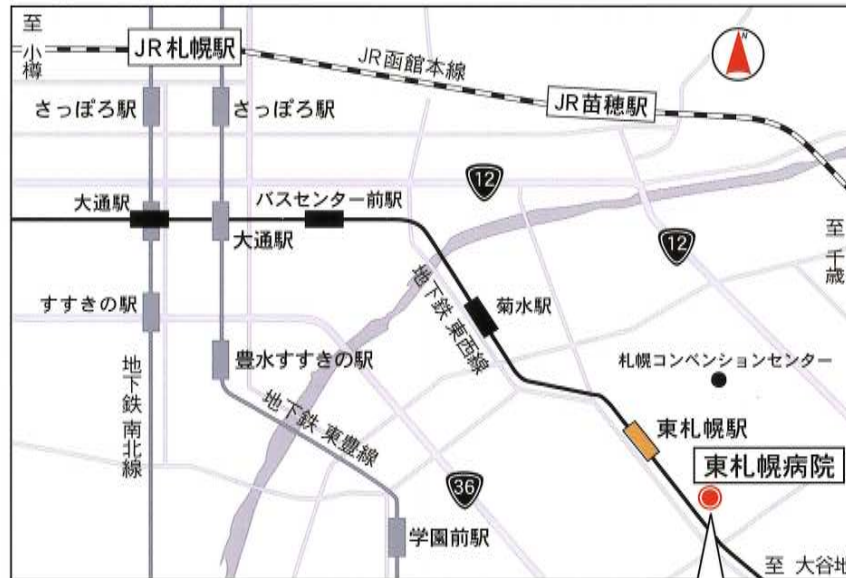 至 小樽
JR札幌駅
JR函館本線
N
JR苗穂駅
さっぽろ駅
さっぽろ駅
12
大通駅
バスセンター前駅
大通駅
12
至 千歳
すすきの駅
地下鉄 東西線
菊水駅
豊水すすきの駅
札幌コンベンションセンター
地下鉄 南北線
地下鉄 東豊線
東札幌駅
東札幌病院
36
学園前駅
至 大谷地